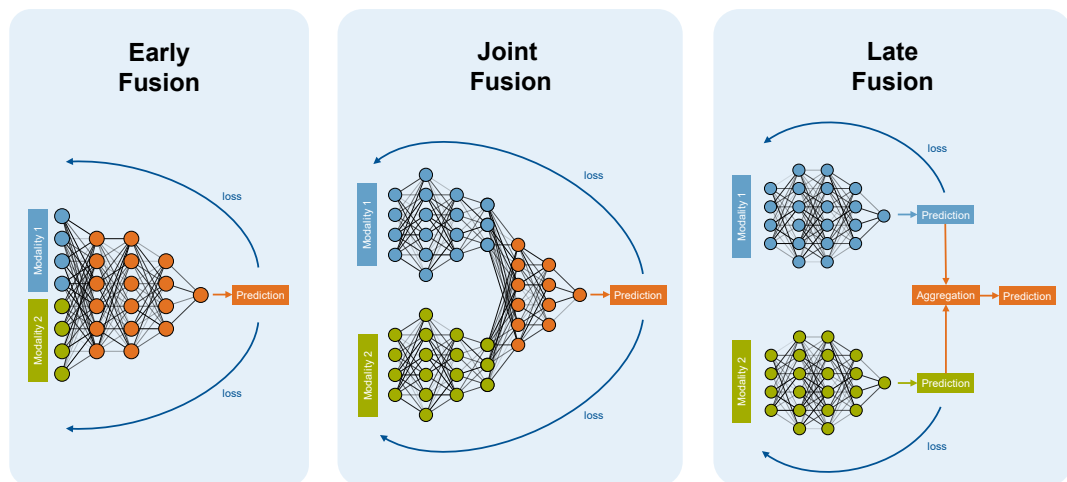 Early
Fusion
loss
Modality 1
Modality 2
Prediction
loss
Joint
Fusion
loss
Modality 1
Prediction
Modality 2
loss
Late
Fusion
loss
Modality 1
Prediction
Aggregation
Prediction
Modality 2
Prediction
loss